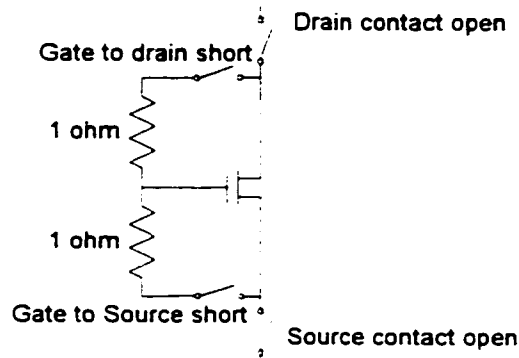 Drain contact open
Gate to drain short
1 ohm
1 ohm
Gate to Source short
Source contact open